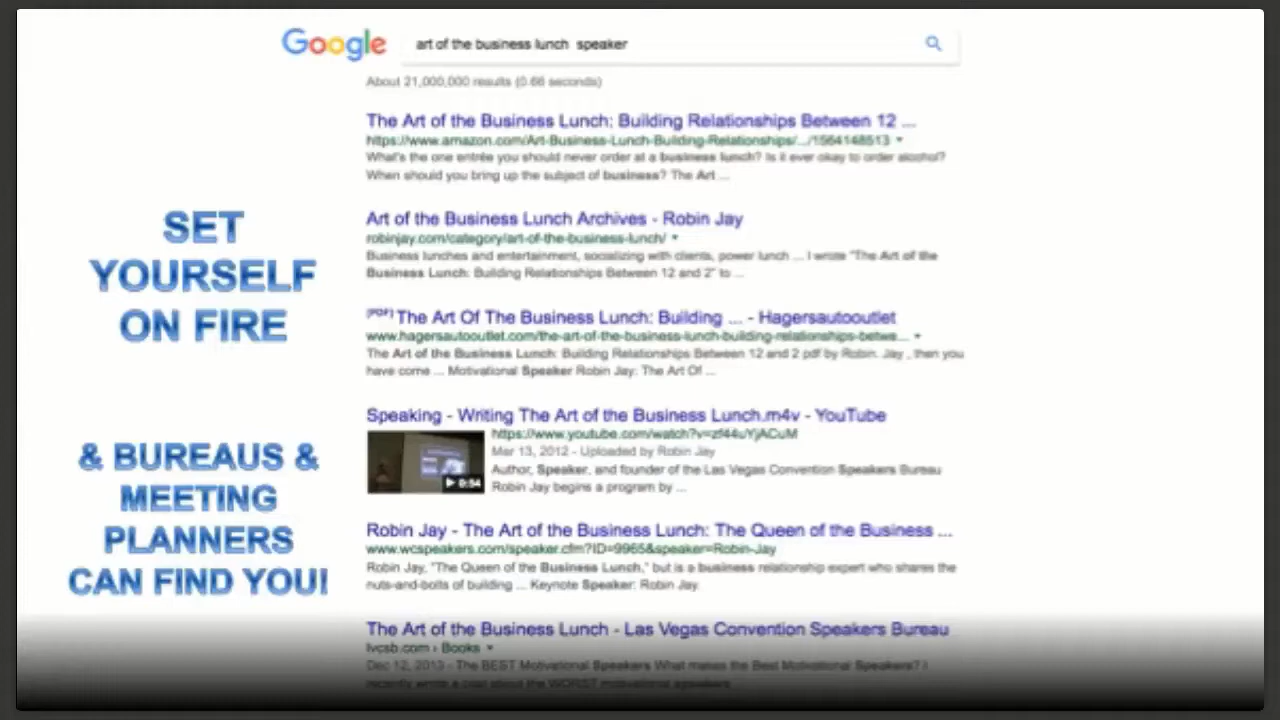 Google
art of the business lunch speaker
About 21,000,000 results (0.66 seconds)
The Art of the Business Lunch: Building Relationships Between 12 ...
https://www.amazon.com/Art-Business-Lunch-Building-Relationships/.../1564148513
What's the one entrée you should never order at a business lunch? Is it ever okay to order alcohol?
When should you bring up the subject of business? The Art ...
SET
YOURSELF
ON FIRE
Art of the Business Lunch Archives - Robin Jay
robinjay.com/category/art-of-the-business-lunch/
Business lunches and entertainment, socializing with clients, power lunch ... I wrote "The Art of the
Business Lunch: Building Relationships Between 12 and 2" to ...
[PDF] The Art Of The Business Lunch: Building ... - Hagersautooutlet
www.hagersautooutlet.com/the-art-of-the-business-lunch-building-relationships-betwe...
The Art of the Business Lunch: Building Relationships Between 12 and 2 pdf by Robin. Jay , then you
have come ... Motivational Speaker Robin Jay: The Art Of ...
& BUREAUS &
MEETING
PLANNERS
CAN FIND YOU!
Speaking - Writing The Art of the Business Lunch.m4v - YouTube
https://www.youtube.com/watch?v=zf44uYjACuM
Mar 13, 2012 - Uploaded by Robin Jay
Author, Speaker, and founder of the Las Vegas Convention Speakers Bureau
Robin Jay begins a program by ...
0:54
Robin Jay - The Art of the Business Lunch: The Queen of the Business ...
www.wcspeakers.com/speaker.cfm?ID=9965&speaker=Robin-Jay
Robin Jay, "The Queen of the Business Lunch," but is a business relationship expert who shares the
nuts-and-bolts of building ... Keynote Speaker: Robin Jay
The Art of the Business Lunch - Las Vegas Convention Speakers Bureau
lvcsb.com › Books
Dec 12, 2013 - The BEST Motivational Speakers What makes the Best Motivational Speakers? I
recently wrote a post about the WORST motivational speakers